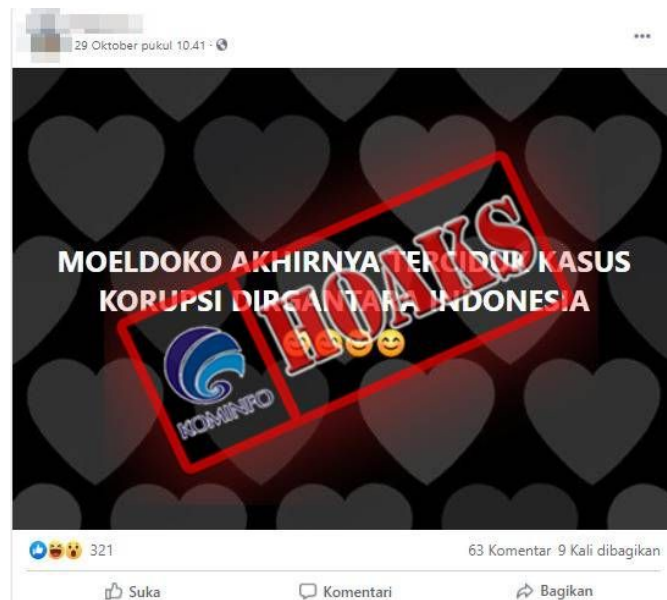 29 Oktober pukul 10.41 ·
MOELDOKO AKHIRNYA TERCIDUK KASUS
KORUPSI DIRGANTARA INDONESIA
HOAKS
KOMINFO
321
63 Komentar 9 Kali dibagikan
Suka
Komentari
Bagikan